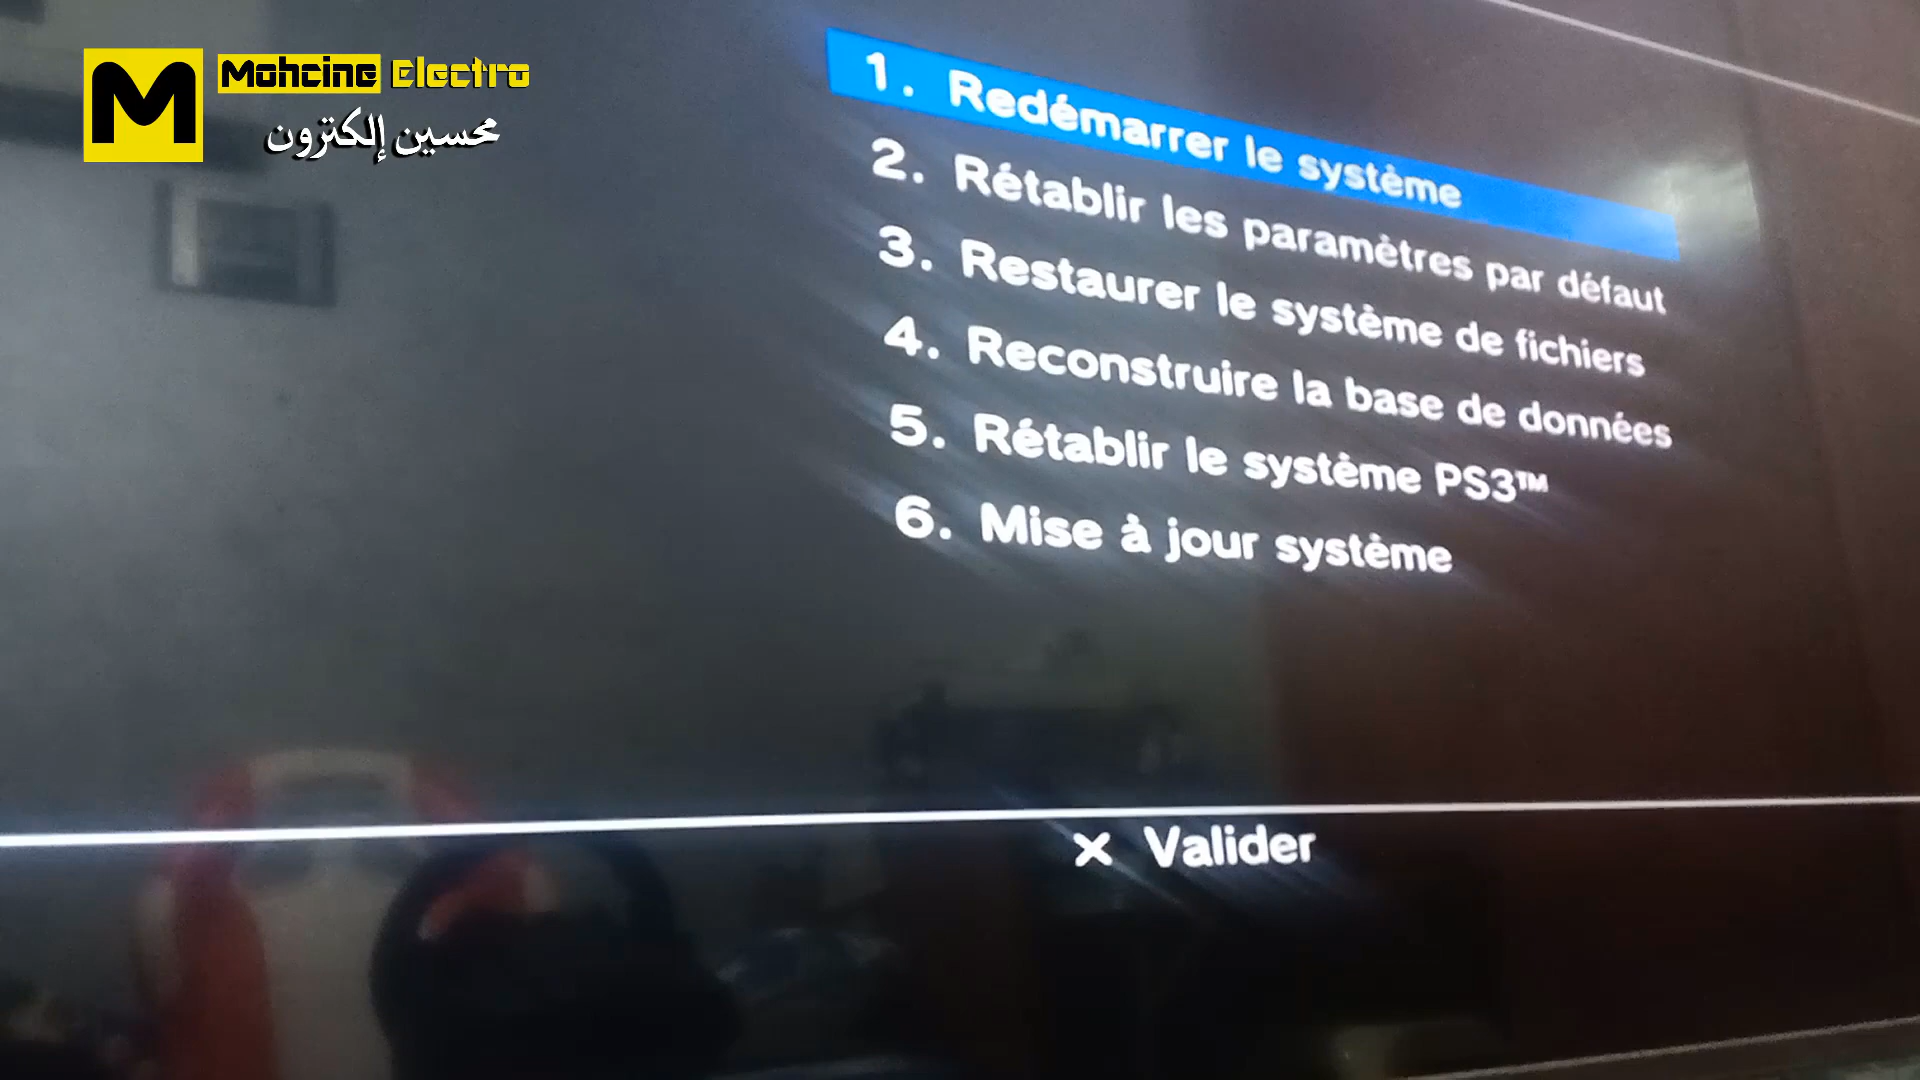 M
Mohcine Electro
محسين إلكترون
1. Redémarrer le système
2. Rétablir les paramètres par défaut
3. Restaurer le système de fichiers
4. Reconstruire la base de données
5. Rétablir le système PS3™
6. Mise à jour système
✕ Valider